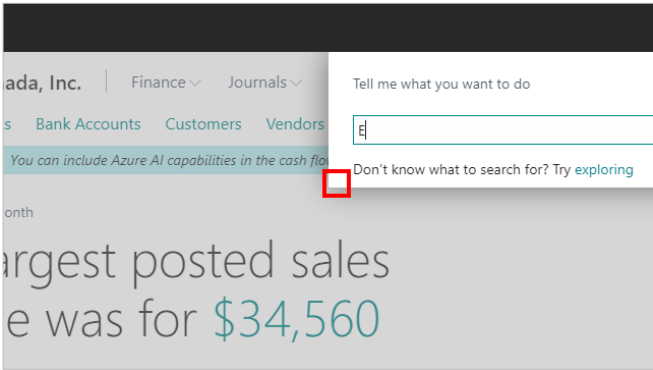 ada, Inc. Finance Journals
s Bank Accounts Customers Vendors
You can include Azure AI capabilities in the cash flo
onth
argest posted sales
e was for $34,560
Tell me what you want to do
E
Don't know what to search for? Try exploring